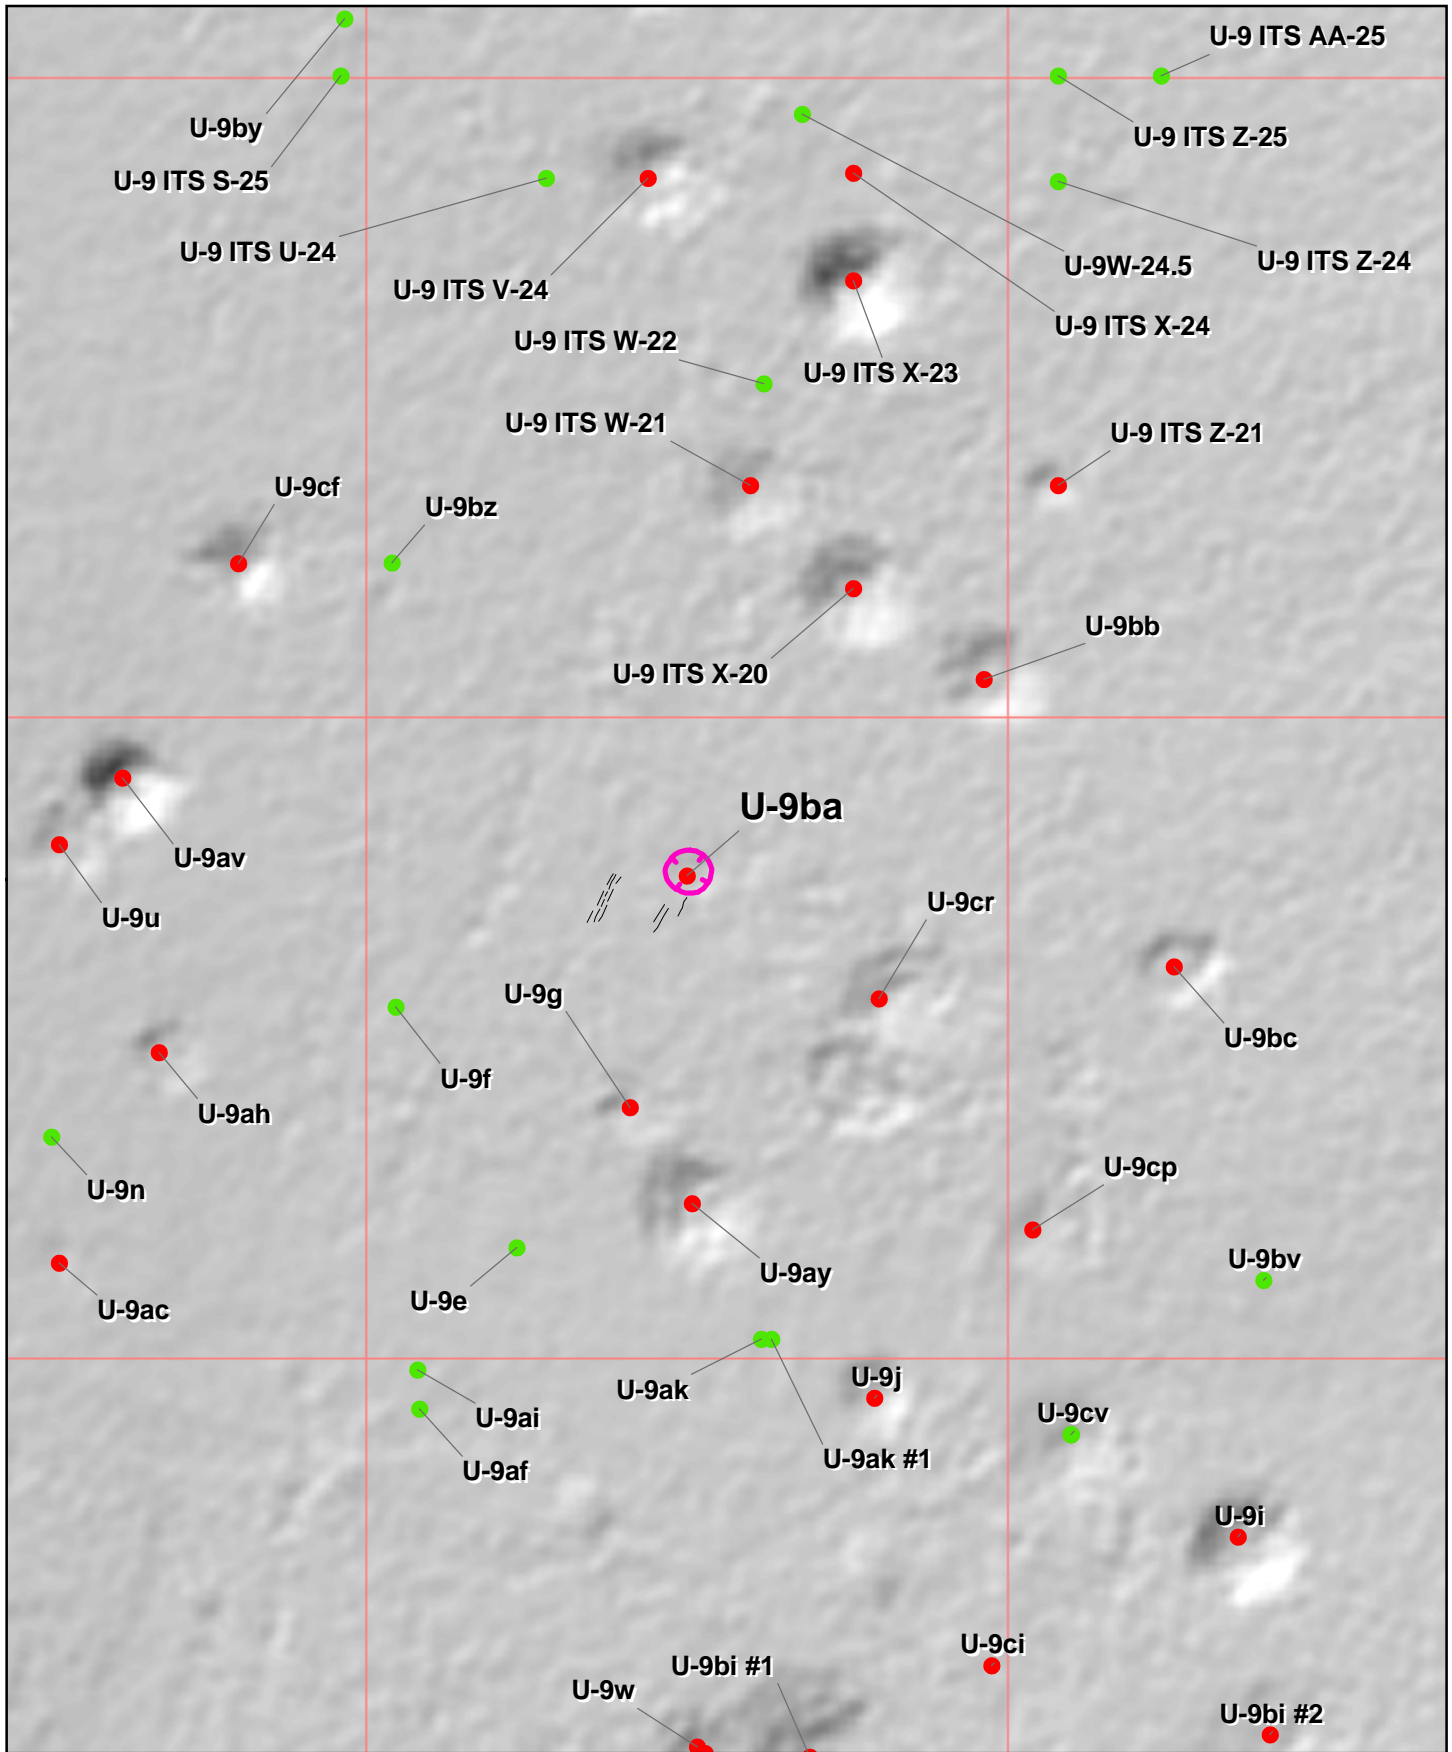 U-9 ITS AA-25
U-9by
U-9 ITS Z-25
U-9 ITS S-25
U-9 ITS U-24
U-9W-24.5
U-9 ITS Z-24
U-9 ITS V-24
U-9 ITS X-24
U-9 ITS W-22
U-9 ITS X-23
U-9 ITS W-21
U-9 ITS Z-21
U-9cf
U-9bz
U-9bb
U-9 ITS X-20
U-9ba
U-9av
U-9cr
U-9u
U-9g
U-9bc
U-9f
U-9ah
U-9cp
U-9n
U-9bv
U-9ay
U-9e
U-9ac
U-9j
U-9ak
U-9cv
U-9ai
U-9ak #1
U-9af
U-9i
U-9ci
U-9bi #1
U-9w
U-9bi #2